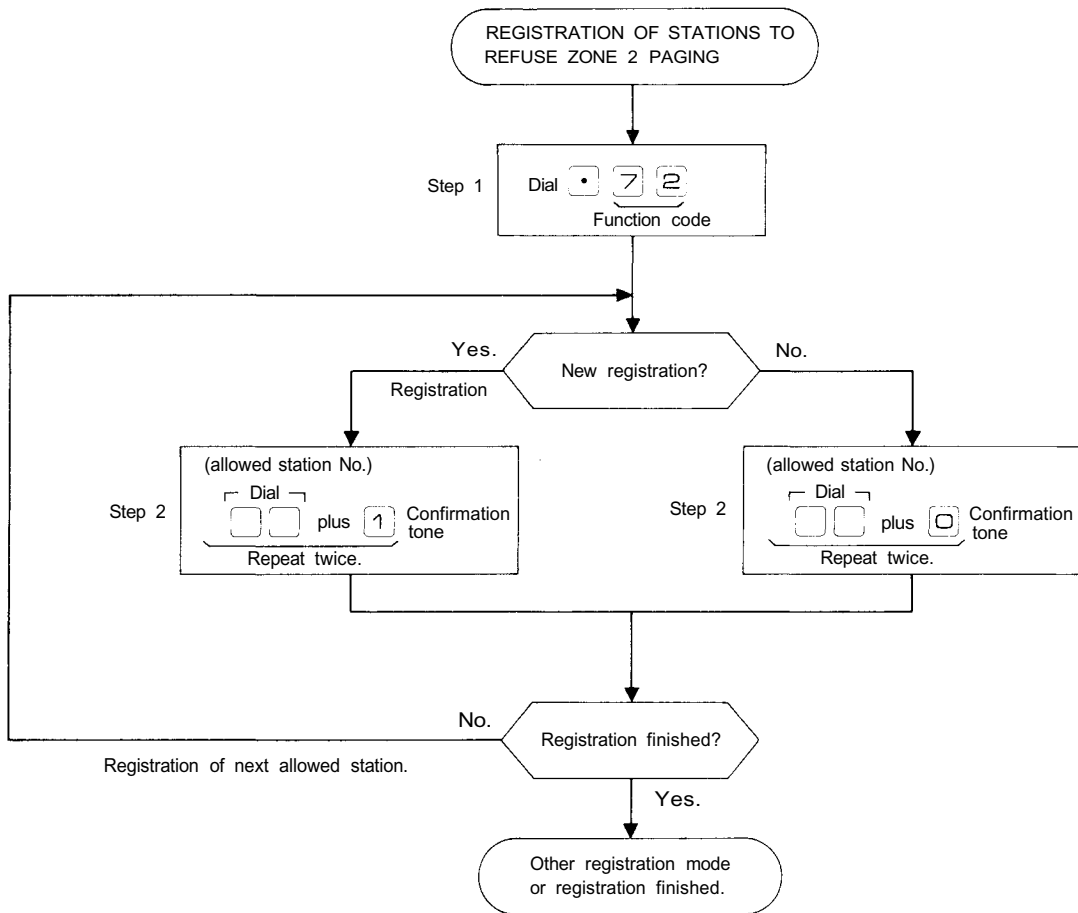 REGISTRATION OF STATIONS TO
REFUSE ZONE 2 PAGING
Step 1
Dial • 7 2
Function code
Yes.
New registration?
No.
Registration
(allowed station No.)
Dial
Step 2
plus 1 Confirmation
tone
Repeat twice.
(allowed station No.)
Dial
Step 2
plus 0 Confirmation
tone
Repeat twice.
No.
Registration finished?
Registration of next allowed station.
Yes.
Other registration mode
or registration finished.